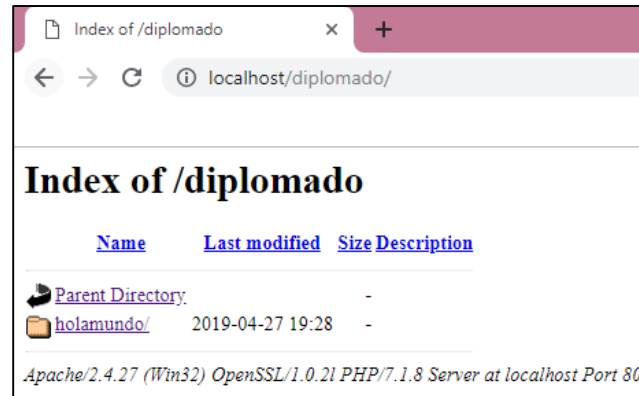 Index of /diplomado
localhost/diplomado/
Index of /diplomado
Name Last modified Size Description
Parent Directory -
holamundo/ 2019-04-27 19:28 -
Apache/2.4.27 (Win32) OpenSSL/1.0.2l PHP/7.1.8 Server at localhost Port 80